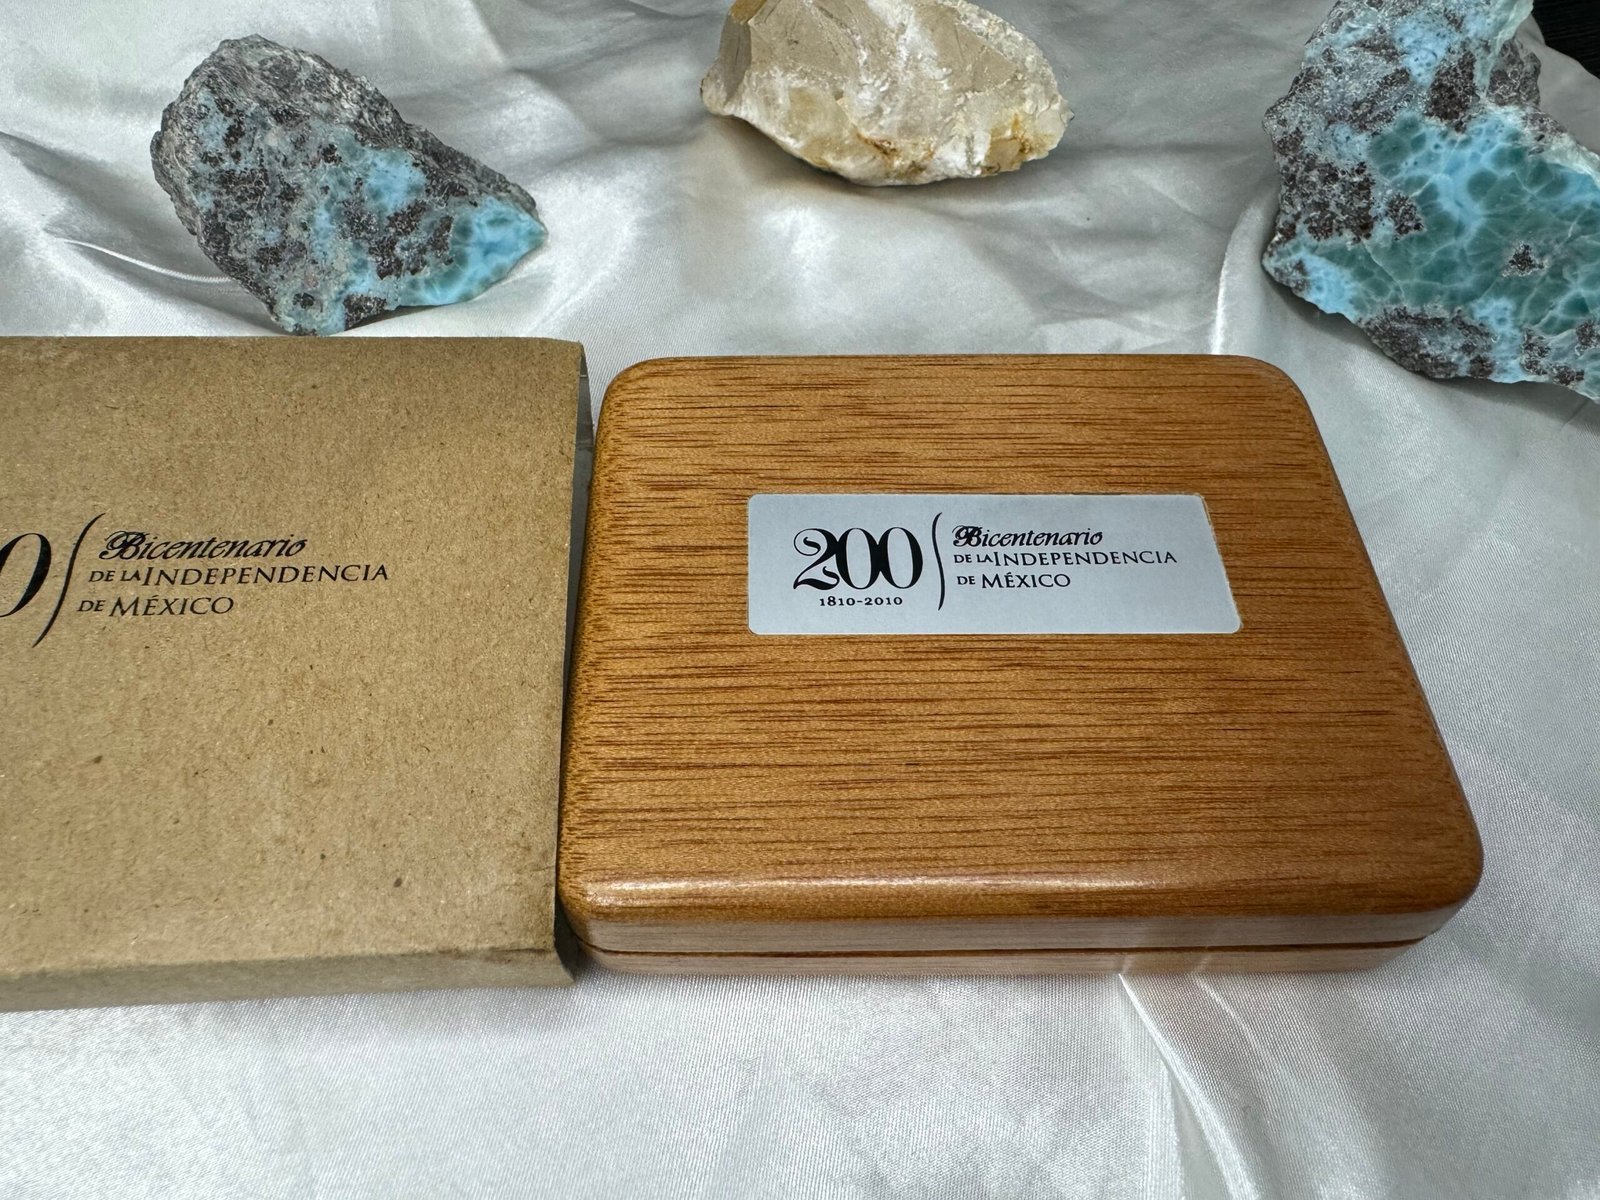 0
Bicentenario
DE LA INDEPENDENCIA
DE MÉXICO
200
1810-2010
Bicentenario
DE LA INDEPENDENCIA
DE MÉXICO